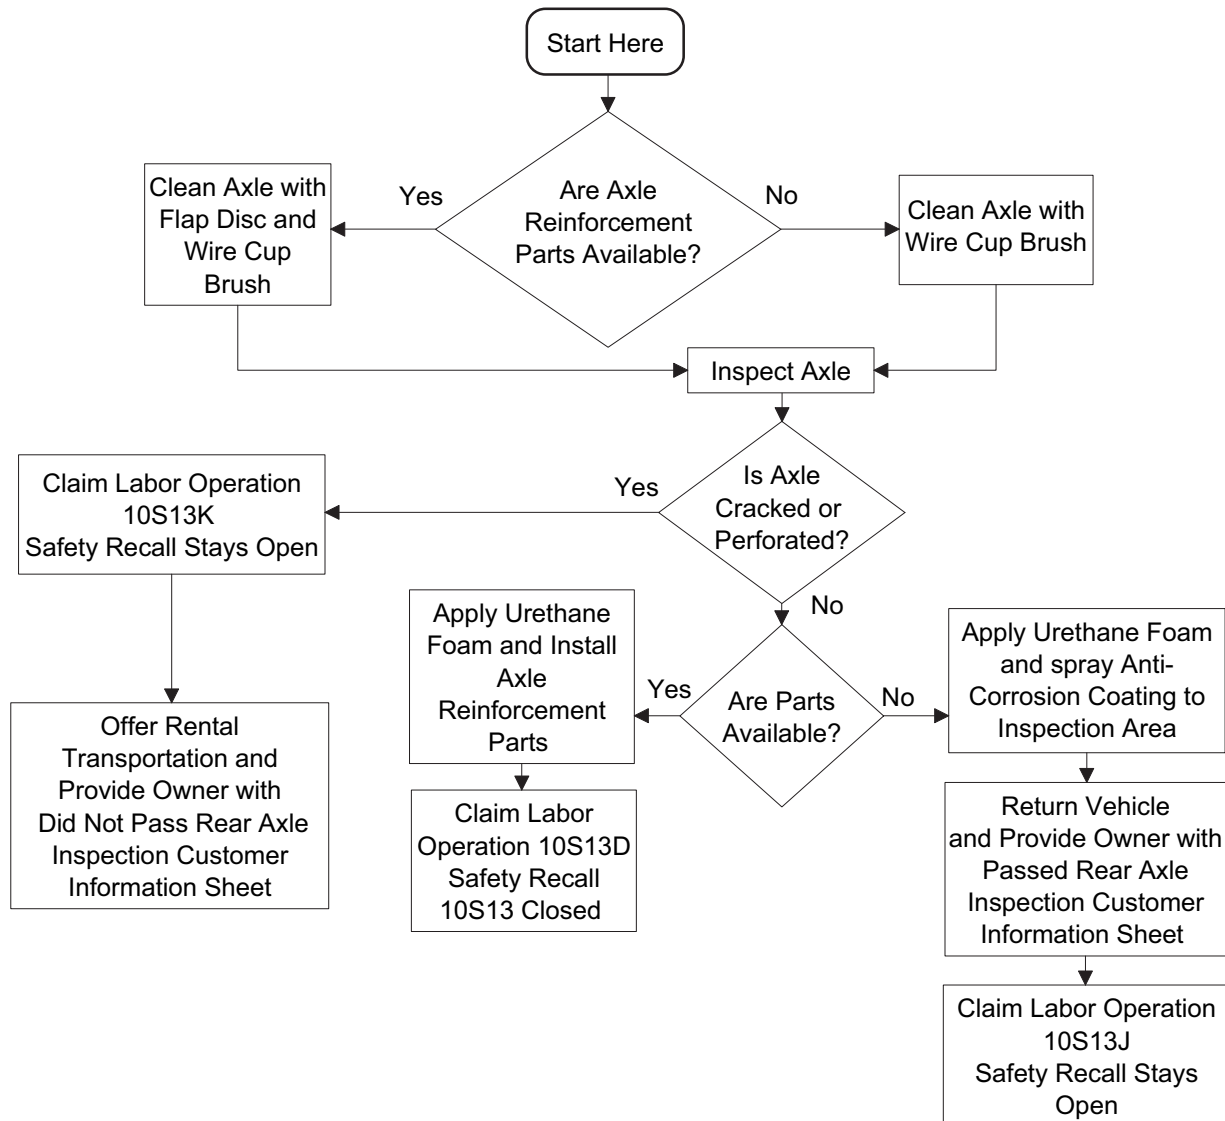 Start Here
Are Axle
Reinforcement
Parts Available?
Yes
No
Clean Axle with
Flap Disc and
Wire Cup
Brush
Clean Axle with
Wire Cup Brush
Inspect Axle
Is Axle
Cracked or
Perforated?
Yes
No
Claim Labor Operation
10S13K
Safety Recall Stays Open
Offer Rental
Transportation and
Provide Owner with
Did Not Pass Rear Axle
Inspection Customer
Information Sheet
Are Parts
Available?
Yes
No
Apply Urethane
Foam and Install
Axle
Reinforcement
Parts
Claim Labor
Operation 10S13D
Safety Recall
10S13 Closed
Apply Urethane Foam
and spray Anti-
Corrosion Coating to
Inspection Area
Return Vehicle
and Provide Owner with
Passed Rear Axle
Inspection Customer
Information Sheet
Claim Labor Operation
10S13J
Safety Recall Stays
Open